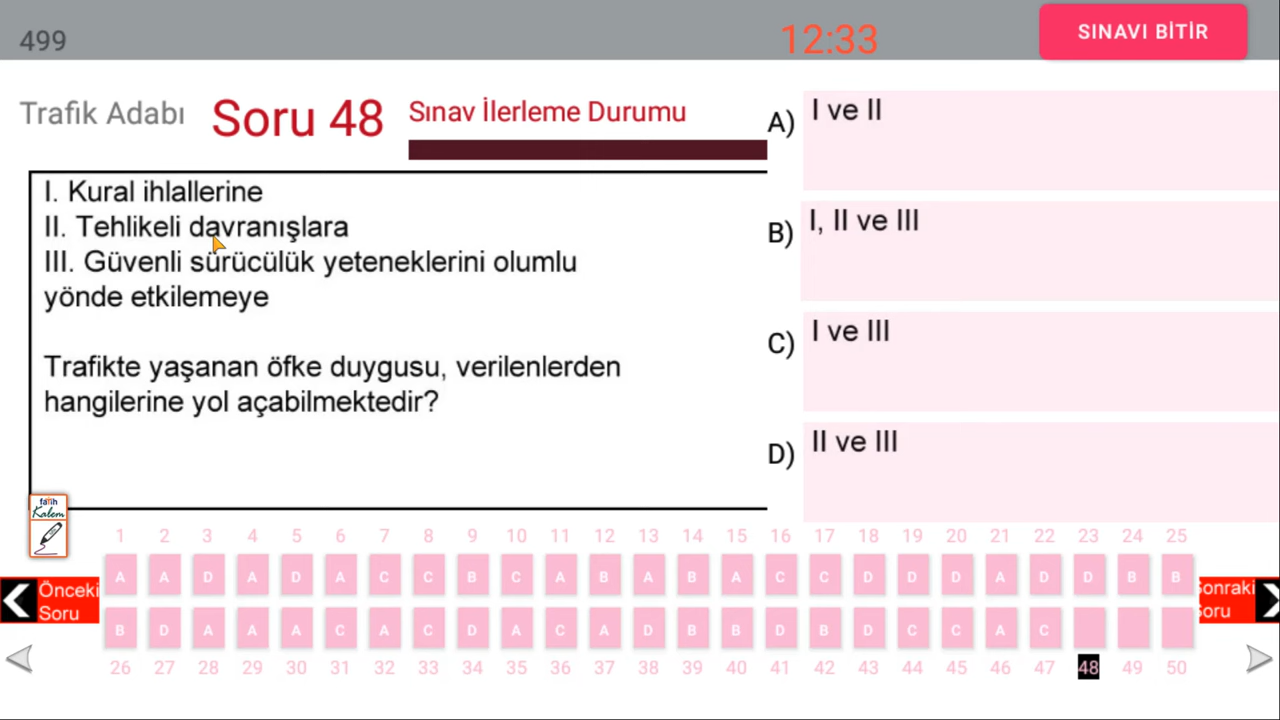 499
12:33
SINAVI BİTİR
Trafik Adabı
Soru 48
Sınav İlerleme Durumu
I. Kural ihlallerine
II. Tehlikeli davranışlara
III. Güvenli sürücülük yeteneklerini olumlu
yönde etkilemeye
Trafikte yaşanan öfke duygusu, verilenlerden
hangilerine yol açabilmektedir?
A) I ve II
B) I, II ve III
C) I ve III
D) II ve III
fatih
Kalem
1 2 3 4 5 6 7 8 9 10 11 12 13 14 15 16 17 18 19 20 21 22 23 24 25
A A D A D A C C B C A B A B A C C D D D A D D B B
Önceki
Soru
Sonraki
Soru
B D A A A C A C D A C A D B B D B D C C A C
26 27 28 29 30 31 32 33 34 35 36 37 38 39 40 41 42 43 44 45 46 47 48 49 50